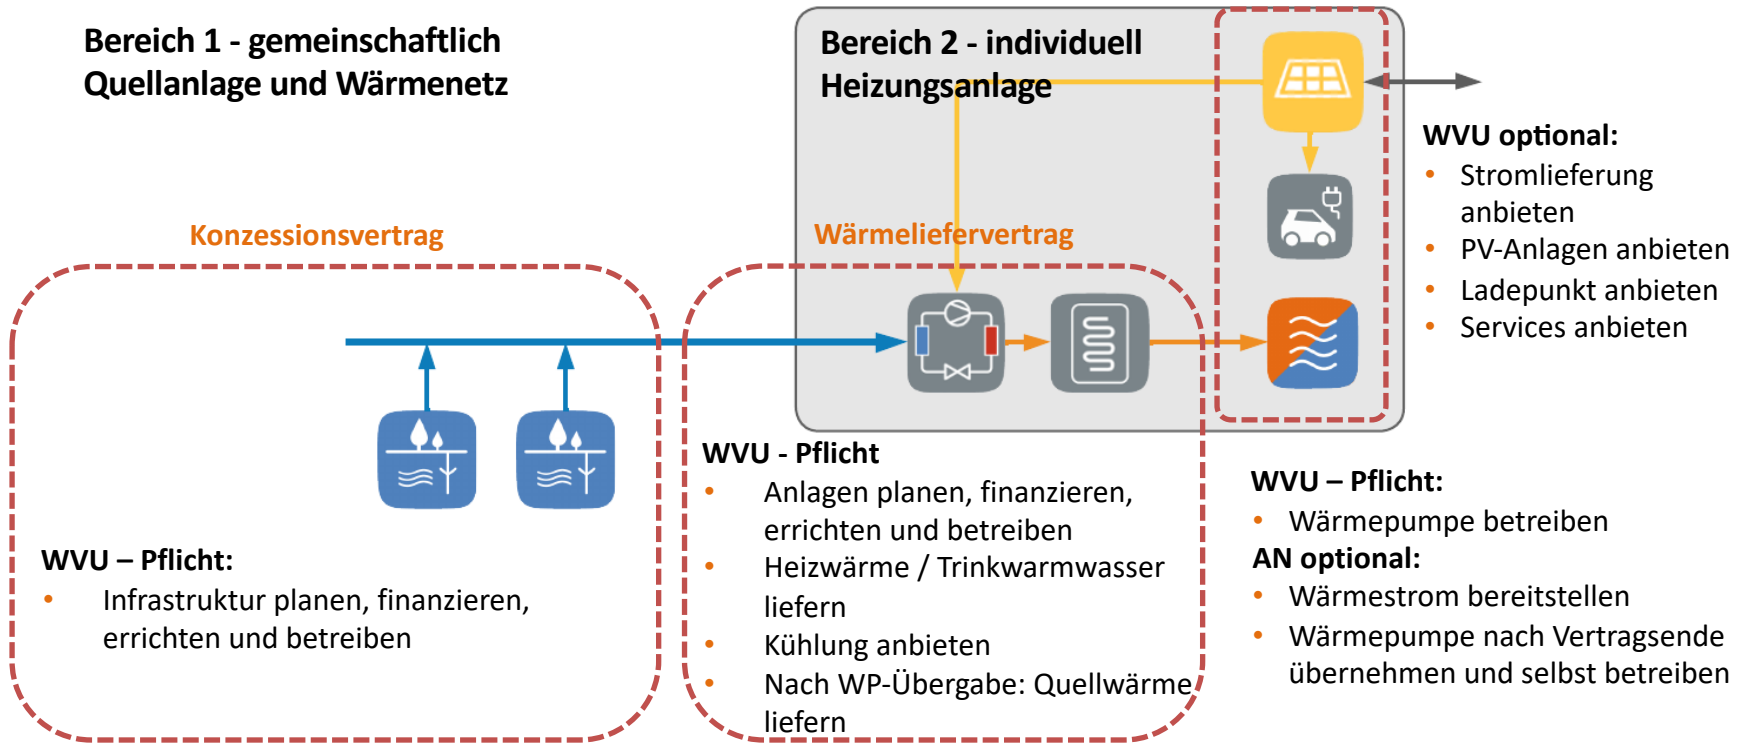 Bereich 1 - gemeinschaftlich
Quellanlage und Wärmenetz
Bereich 2 - individuell
Heizungsanlage
Konzessionsvertrag
Wärmeliefervertrag
WVU optional:
• Stromlieferung
anbieten
• PV-Anlagen anbieten
• Ladepunkt anbieten
• Services anbieten
WVU – Pflicht:
• Infrastruktur planen, finanzieren,
errichten und betreiben
WVU - Pflicht
• Anlagen planen, finanzieren,
errichten und betreiben
• Heizwärme / Trinkwarmwasser
liefern
• Kühlung anbieten
• Nach WP-Übergabe: Quellwärme
liefern
WVU – Pflicht:
• Wärmepumpe betreiben
AN optional:
• Wärmestrom bereitstellen
• Wärmepumpe nach Vertragsende
übernehmen und selbst betreiben